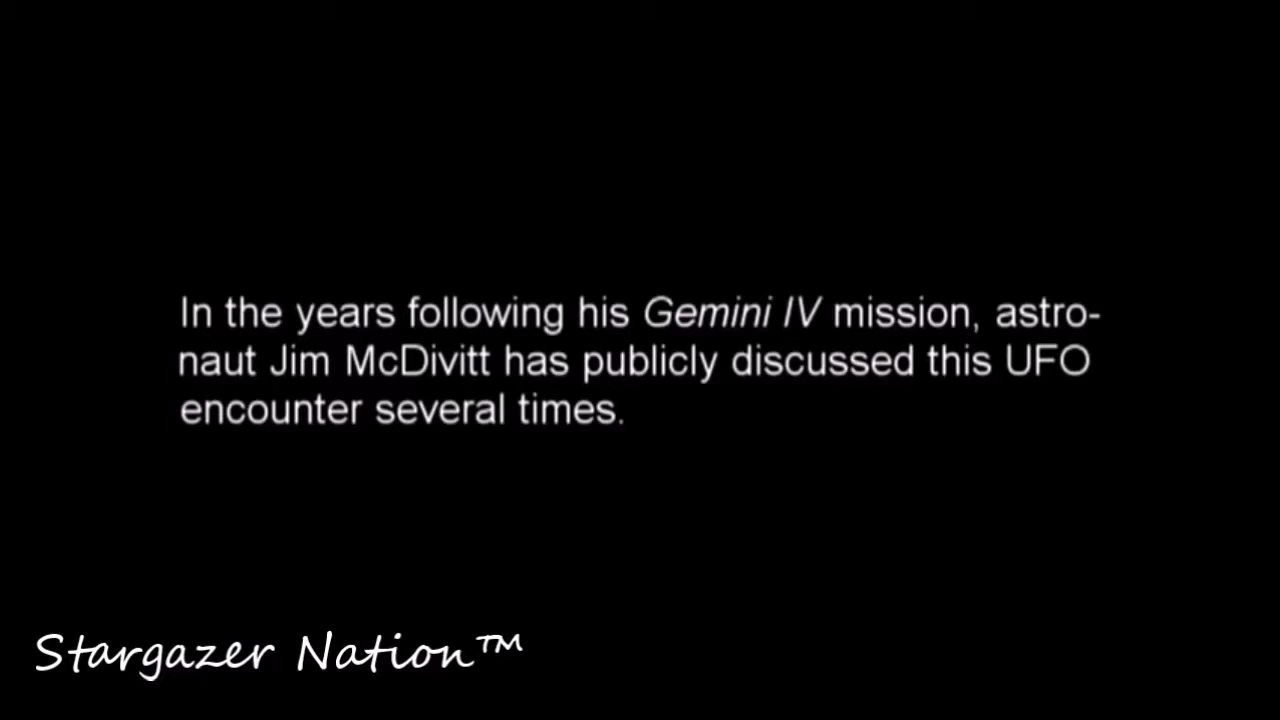 In the years following his Gemini IV mission, astro-
naut Jim McDivitt has publicly discussed this UFO
encounter several times.
Stargazer Nation™